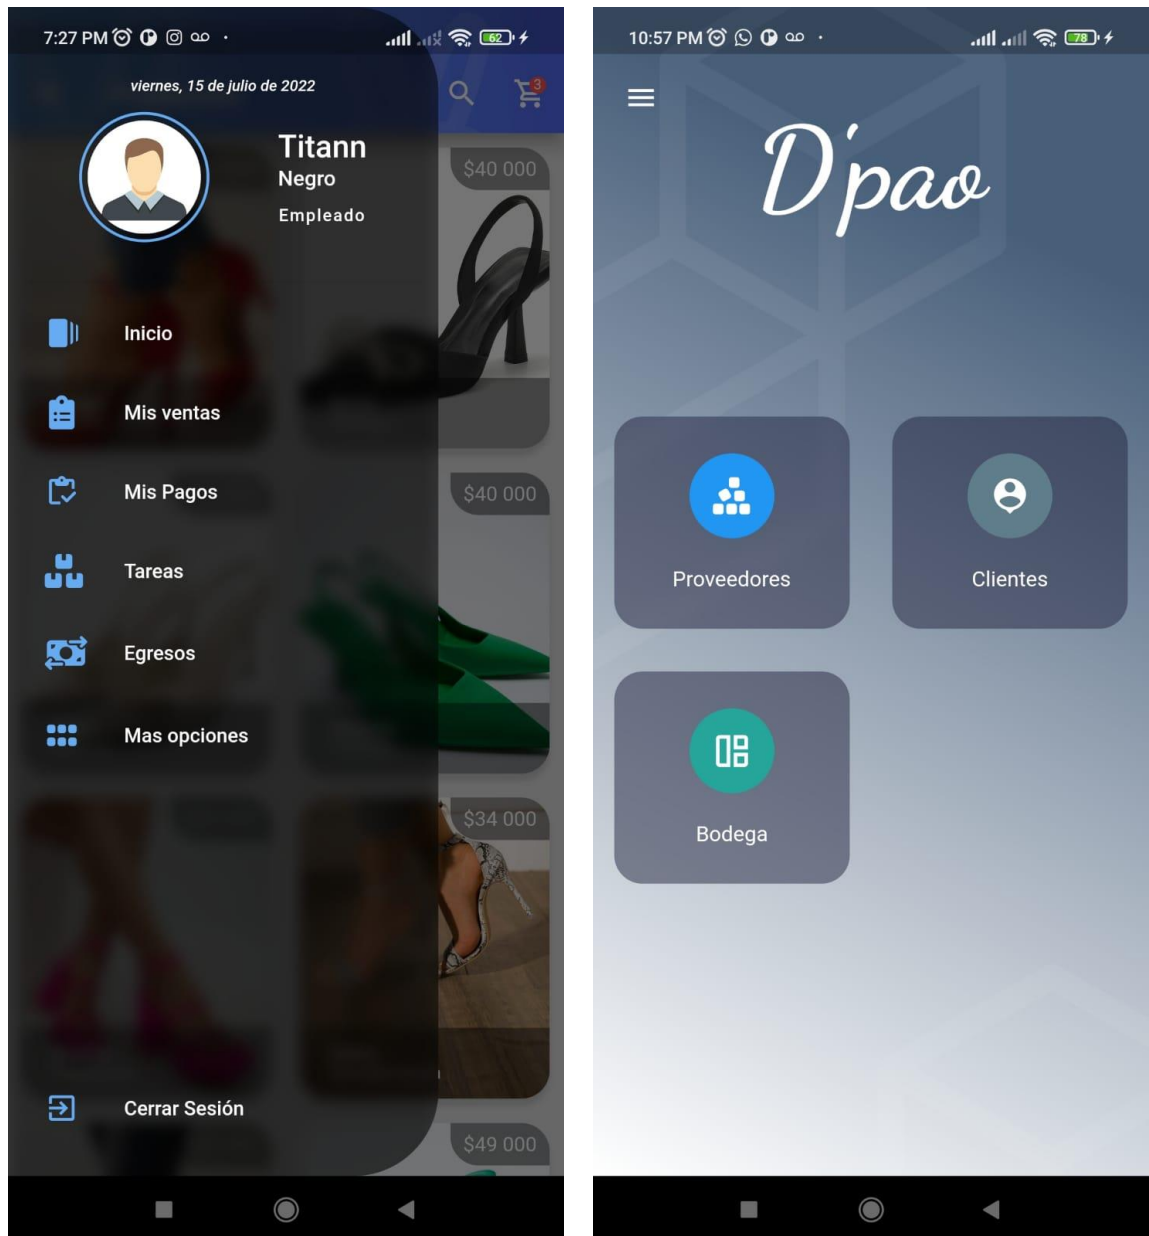 7:27 PM
62
viernes, 15 de julio de 2022
3
Titann
Negro
Empleado
$40 000
Inicio
Mis ventas
Mis Pagos
$40 000
Tareas
Egresos
Mas opciones
$34 000
Cerrar Sesión
$49 000
10:57 PM
78
D'pao
Proveedores
Clientes
Bodega